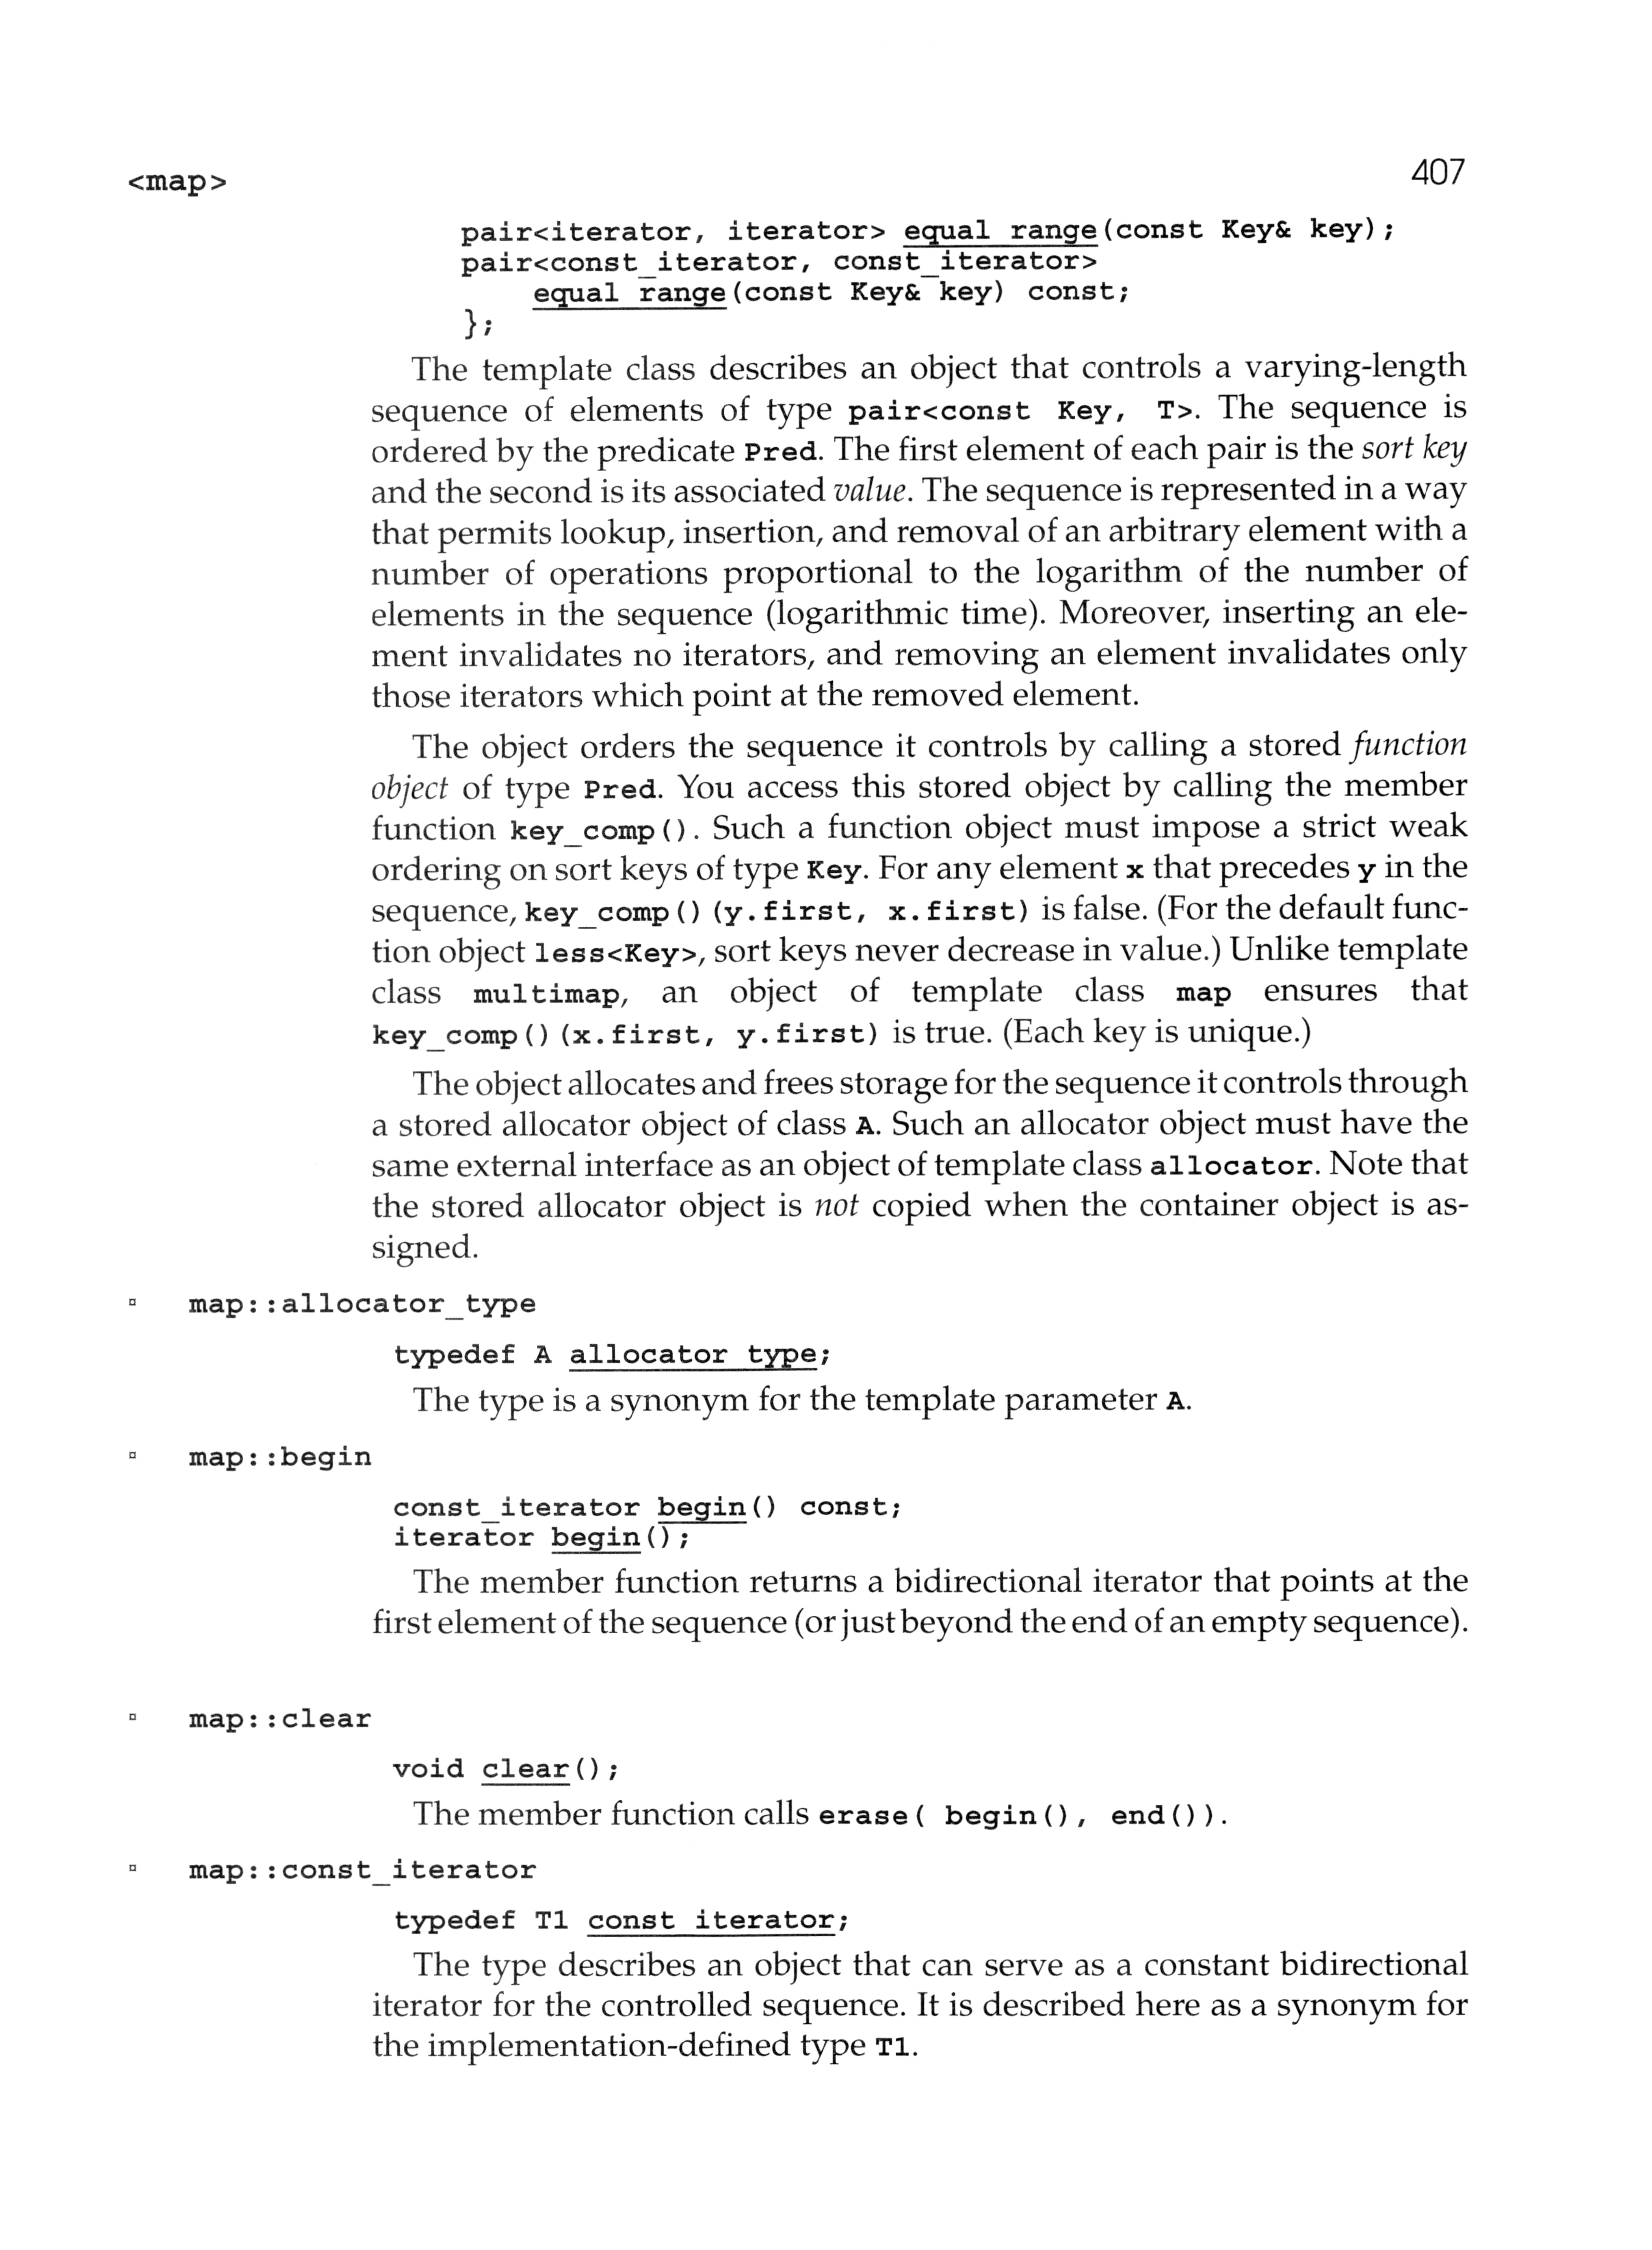 <map>
407
pair<iterator, iterator> equal_range(const Key& key);
pair<const_iterator, const_iterator>
equal_range(const Key& key) const;
};
The template class describes an object that controls a varying-length
sequence of elements of type pair<const Key, T>. The sequence is
ordered by the predicate Pred. The first element of each pair is the sort key
and the second is its associated value. The sequence is represented in a way
that permits lookup, insertion, and removal of an arbitrary element with a
number of operations proportional to the logarithm of the number of
elements in the sequence (logarithmic time). Moreover, inserting an ele-
ment invalidates no iterators, and removing an element invalidates only
those iterators which point at the removed element.
The object orders the sequence it controls by calling a stored function
object of type Pred. You access this stored object by calling the member
function key_comp(). Such a function object must impose a strict weak
ordering on sort keys of type Key. For any element x that precedes y in the
sequence, key_comp()(y.first, x.first) is false. (For the default func-
tion object less<Key>, sort keys never decrease in value.) Unlike template
class multimap, an object of template class map ensures that
key_comp()(x.first, y.first) is true. (Each key is unique.)
The object allocates and frees storage for the sequence it controls through
a stored allocator object of class A. Such an allocator object must have the
same external interface as an object of template class allocator. Note that
the stored allocator object is not copied when the container object is as-
signed.
¤ map::allocator_type
typedef A allocator_type;
The type is a synonym for the template parameter A.
¤ map::begin
const_iterator begin() const;
iterator begin();
The member function returns a bidirectional iterator that points at the
first element of the sequence (or just beyond the end of an empty sequence).
¤ map::clear
void clear();
The member function calls erase( begin(), end()).
¤ map::const_iterator
typedef T1 const_iterator;
The type describes an object that can serve as a constant bidirectional
iterator for the controlled sequence. It is described here as a synonym for
the implementation-defined type T1.